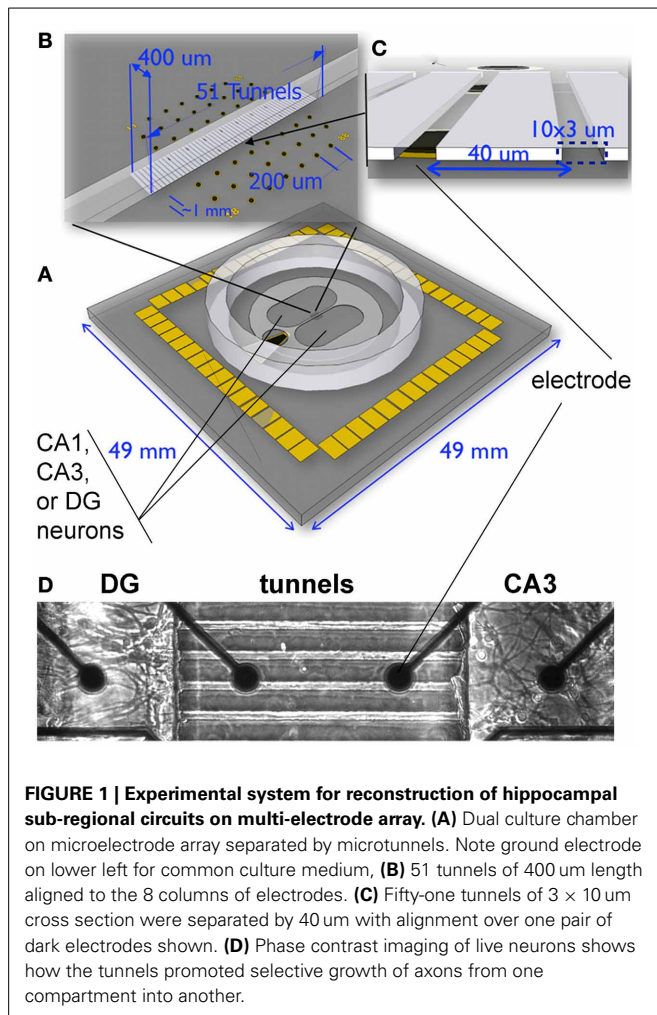 B
400 um
51 Tunnels
200 um
~1 mm
C
10x3 um
40 um
A
electrode
CA1,
CA3,
or DG
neurons
49 mm
49 mm
D DG tunnels CA3
FIGURE 1 | Experimental system for reconstruction of hippocampal
sub-regional circuits on multi-electrode array. (A) Dual culture chamber
on microelectrode array separated by microtunnels. Note ground electrode
on lower left for common culture medium, (B) 51 tunnels of 400 um length
aligned to the 8 columns of electrodes. (C) Fifty-one tunnels of 3 × 10 um
cross section were separated by 40 um with alignment over one pair of
dark electrodes shown. (D) Phase contrast imaging of live neurons shows
how the tunnels promoted selective growth of axons from one
compartment into another.